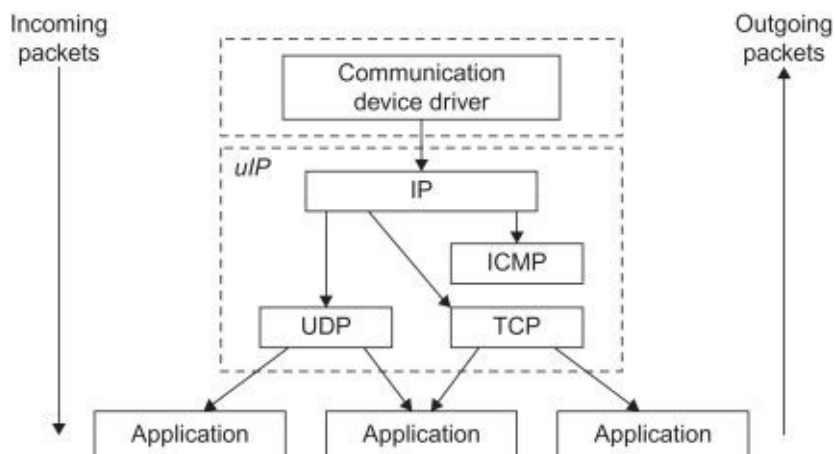 Incoming
packets
Outgoing
packets
Communication
device driver
uIP
IP
ICMP
UDP
TCP
Application
Application
Application